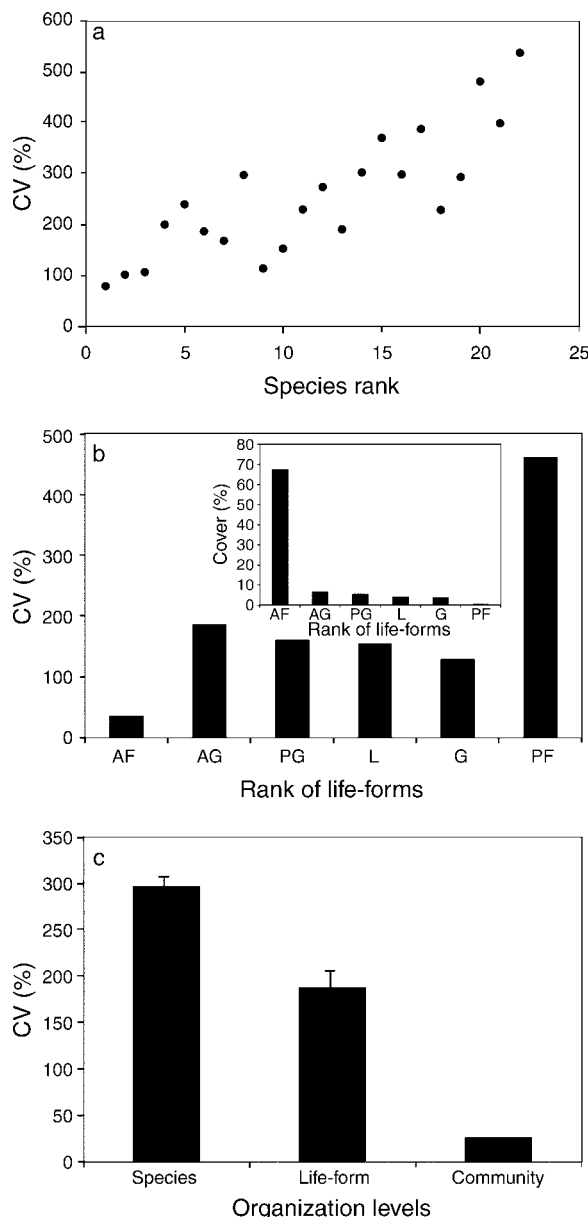 a
600
500
400
300
200
100
0
CV (%)
0 5 10 15 20 25
Species rank
b
500
400
300
200
100
0
CV (%)
80
70
60
50
40
30
20
10
0
Cover (%)
AF AG PG L G PF
Rank of life-forms
AF AG PG L G PF
Rank of life-forms
c
350
300
250
200
150
100
50
0
CV (%)
Species Life-form Community
Organization levels